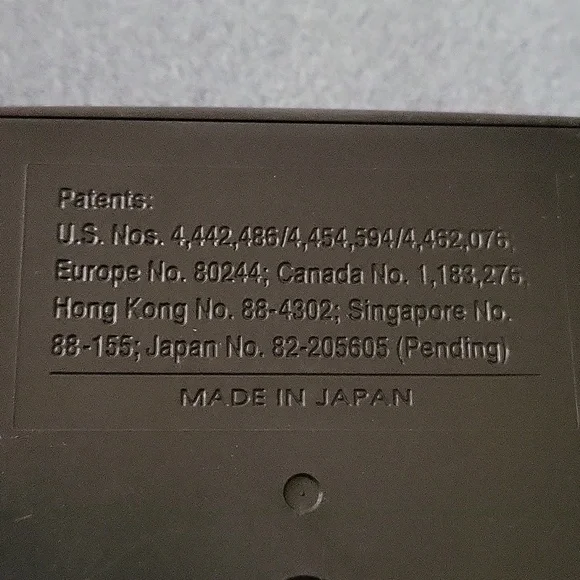 Patents:
U.S. Nos. 4,442,486/4,454,594/4,462,076,
Europe No. 80244; Canada No. 1,183,276,
Hong Kong No. 88-4302; Singapore No.
88-155; Japan No. 82-205605 (Pending)
MADE IN JAPAN